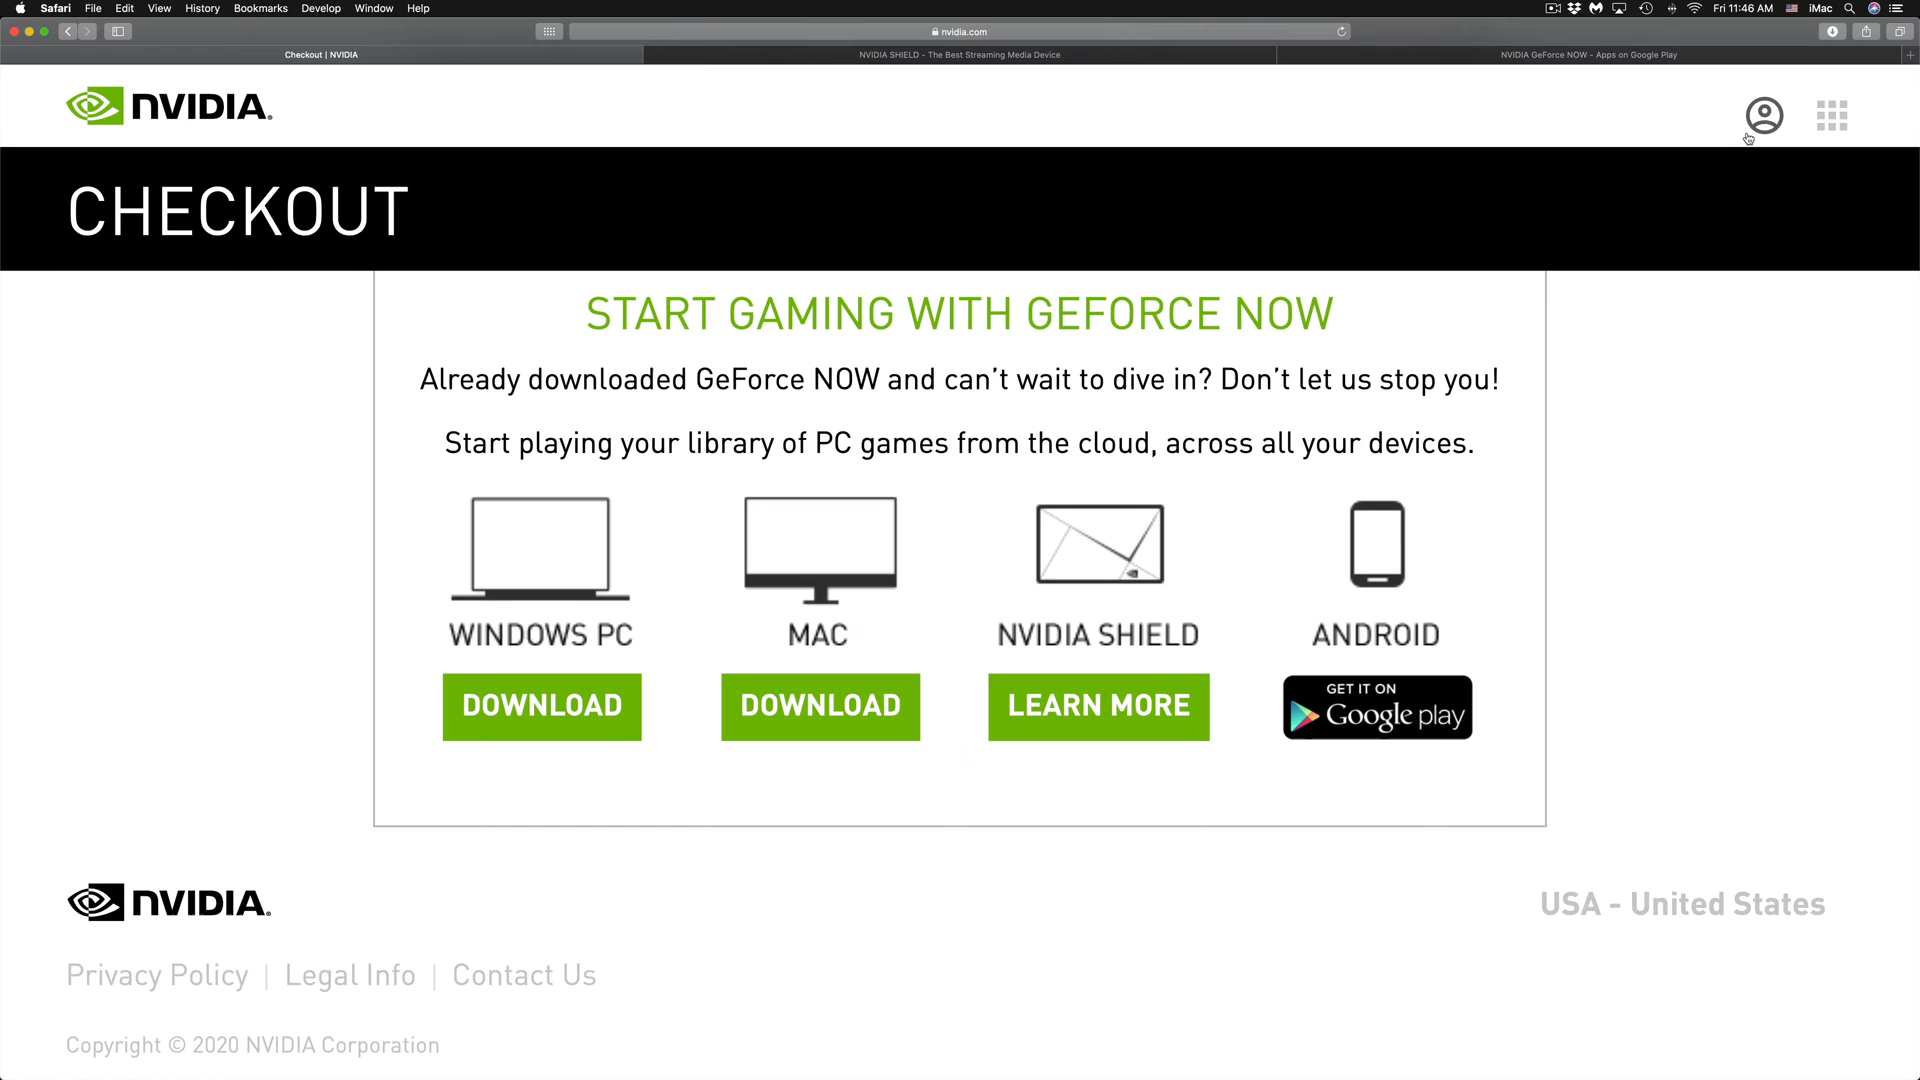 Safari File Edit View History Bookmarks Develop Window Help Fri 11:46 AM iMac
nvidia.com
Checkout | NVIDIA NVIDIA SHIELD - The Best Streaming Media Device NVIDIA GeForce NOW - Apps on Google Play
NVIDIA.
CHECKOUT
START GAMING WITH GEFORCE NOW
Already downloaded GeForce NOW and can't wait to dive in? Don't let us stop you!
Start playing your library of PC games from the cloud, across all your devices.
WINDOWS PC MAC NVIDIA SHIELD ANDROID
DOWNLOAD DOWNLOAD LEARN MORE GET IT ON
Google play
NVIDIA. USA - United States
Privacy Policy | Legal Info | Contact Us
Copyright © 2020 NVIDIA Corporation